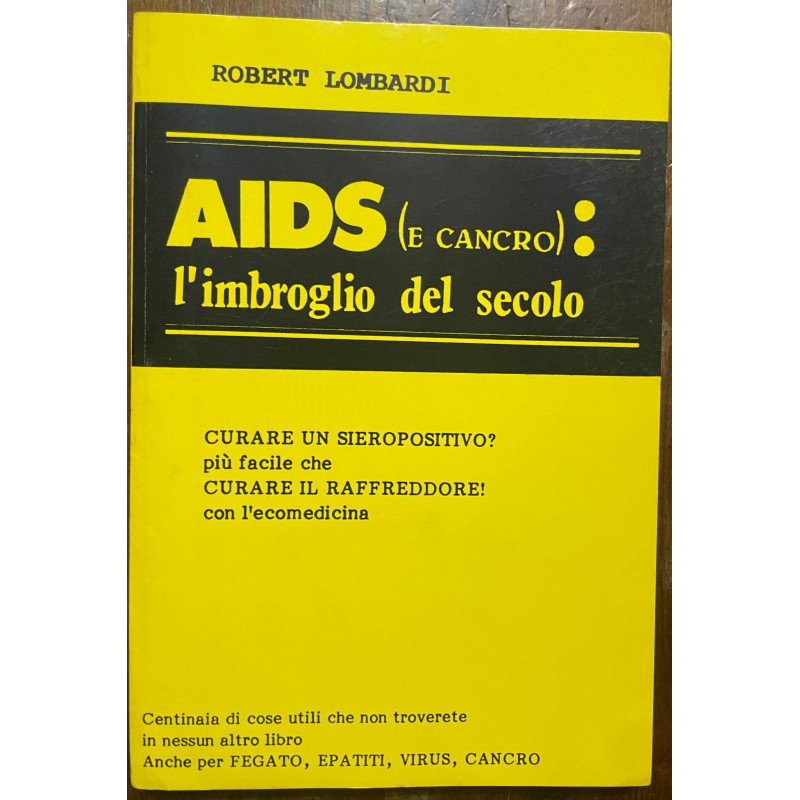 ROBERT LOMBARDI
AIDS (E CANCRO):
l'imbroglio del secolo
CURARE UN SIEROPOSITIVO?
più facile che
CURARE IL RAFFREDDORE!
con l'ecomedicina
Centinaia di cose utili che non troverete
in nessun altro libro
Anche per FEGATO, EPATITI, VIRUS, CANCRO